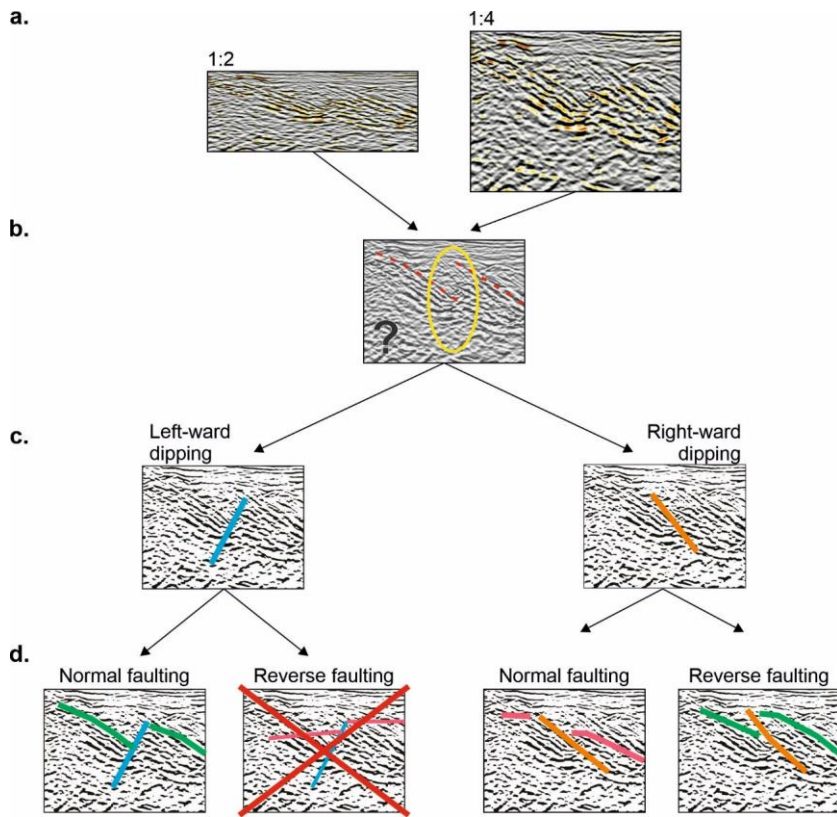 a.
1:2
1:4
b.
?
c.
Left-ward
dipping
Right-ward
dipping
d.
Normal faulting
Reverse faulting
Normal faulting
Reverse faulting